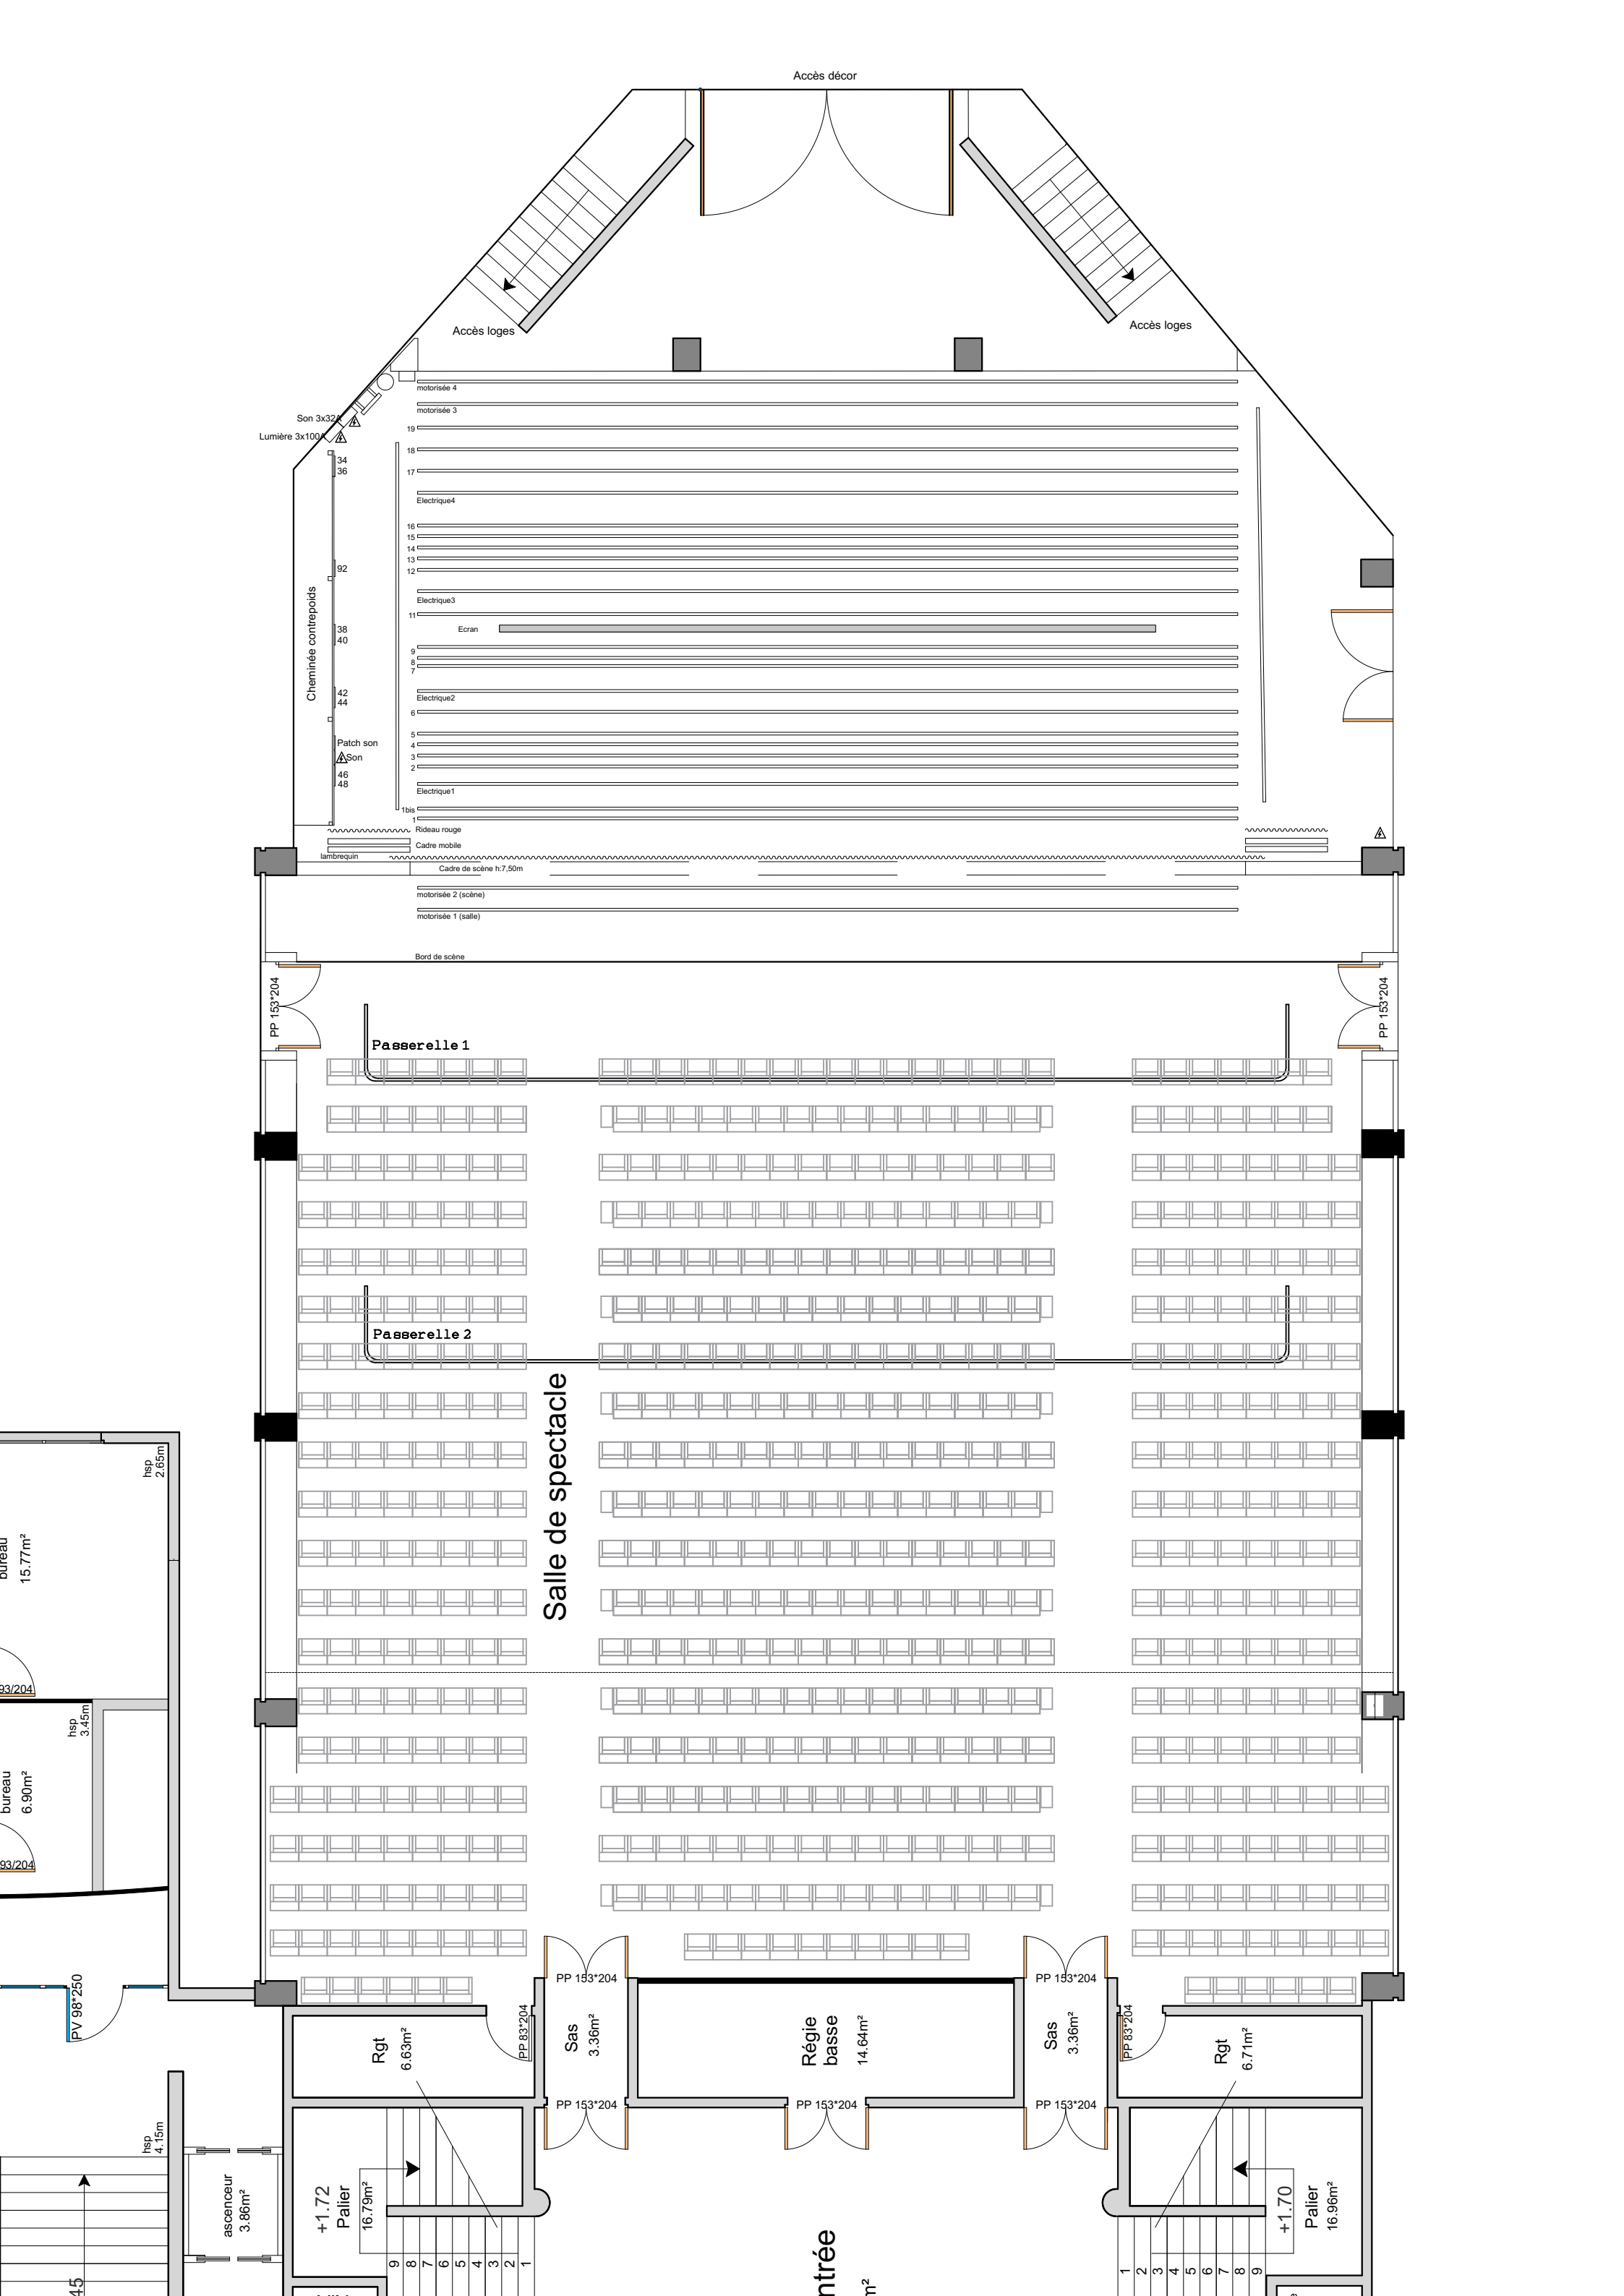 Accès décor
Accès loges
Accès loges
motorisée 4
motorisée 3
Son 3x32A
Lumière 3x100A
19
18
17
34
36
Electrique4
16
15
14
13
12
92
Electrique3
11
Cheminée contrepoids
Ecran
38
40
9
8
7
42
44
Electrique2
6
5
4
3
2
Patch son
Son
46
48
Electrique1
1bis
1
Rideau rouge
Cadre mobile
lambrequin
Cadre de scène h:7,50m
motorisée 2 (scène)
motorisée 1 (salle)
Bord de scène
PP 153*204
PP 153*204
Passerelle 1
Passerelle 2
Salle de spectacle
hsp
2.65m
bureau
15.77m²
93/204
hsp
3.45m
bureau
6.90m²
93/204
PV 98*250
PP 153*204
PP 153*204
PP 83*204
PP 83*204
Rgt
6.63m²
Sas
3.36m²
Régie
basse
14.64m²
Sas
3.36m²
Rgt
6.71m²
PP 153*204
PP 153*204
PP 153*204
hsp
4.15m
ascenceur
3.86m²
+1.72
Palier
16.79m²
+1.70
Palier
16.96m²
9
8
7
6
5
4
3
2
1
1
2
3
4
5
6
7
8
9
ntrée
m²
45